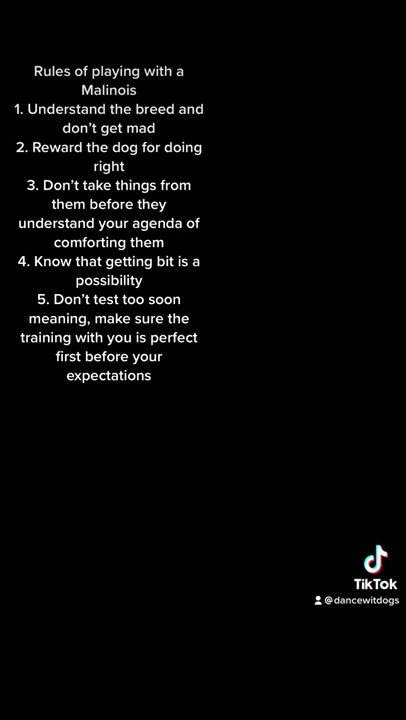 Rules of playing with a
Malinois
1. Understand the breed and
don’t get mad
2. Reward the dog for doing
right
3. Don’t take things from
them before they
understand your agenda of
comforting them
4. Know that getting bit is a
possibility
5. Don’t test too soon
meaning, make sure the
training with you is perfect
first before your
expectations
TikTok
@dancewitdogs